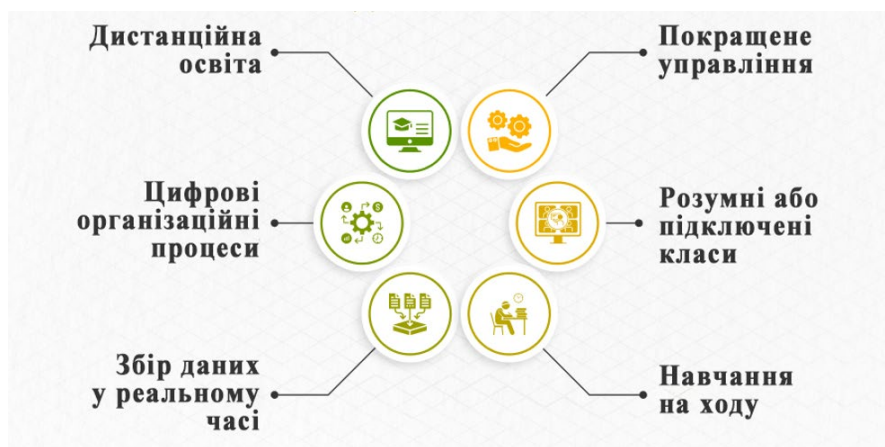 Дистанційна
освіта
Покращене
управління
Цифрові
організаційні
процеси
Розумні або
підключені
класи
Збір даних
у реальному
часі
Навчання
на ходу